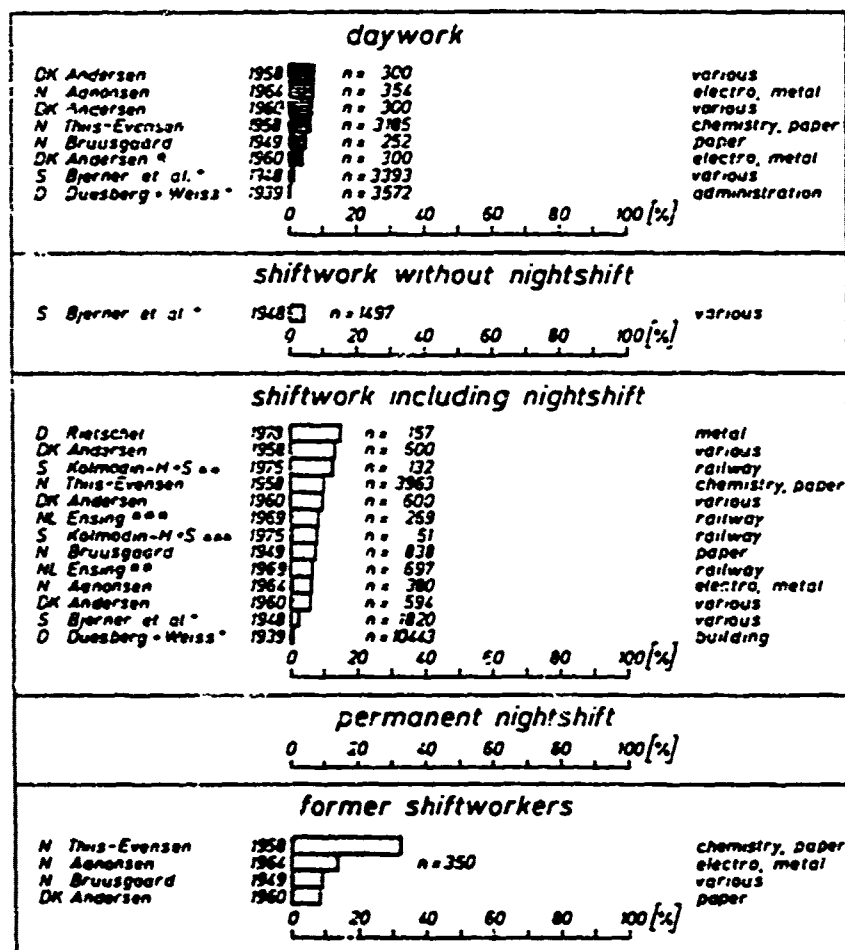 daywork
DK Andersen 1958 n = 300 various
N Aanonsen 1964 n = 354 electro, metal
DK Andersen 1960 n = 300 various
N Thiis-Evensen 1958 n = 3185 chemistry, paper
N Bruusgaard 1949 n = 252 paper
DK Andersen * 1960 n = 300 electro, metal
S Bjerner et al. * 1948 n = 3393 various
D Duesberg + Weiss * 1939 n = 3572 administration
0 20 40 60 80 100 [%]
shiftwork without nightshift
S Bjerner et al * 1948 n = 1497 various
0 20 40 60 80 100 [%]
shiftwork including nightshift
D Rietschel 1973 n = 157 metal
DK Andersen 1958 n = 500 various
S Kolmodin-H+S ** 1975 n = 132 railway
N Thiis-Evensen 1958 n = 3963 chemistry, paper
DK Andersen 1960 n = 600 various
NL Ensing *** 1969 n = 269 railway
S Kolmodin-H+S *** 1975 n = 51 railway
N Bruusgaard 1949 n = 838 paper
NL Ensing ** 1969 n = 697 railway
N Aanonsen 1964 n = 380 electro, metal
DK Andersen 1960 n = 594 various
S Bjerner et al * 1948 n = 1820 various
D Duesberg + Weiss * 1939 n = 10443 building
0 20 40 60 80 100 [%]
permanent nightshift
0 20 40 60 80 100 [%]
former shiftworkers
N Thiis-Evensen 1958 chemistry, paper
N Aanonsen 1964 n = 350 electro, metal
N Bruusgaard 1949 various
DK Andersen 1960 paper
0 20 40 60 80 100 [%]